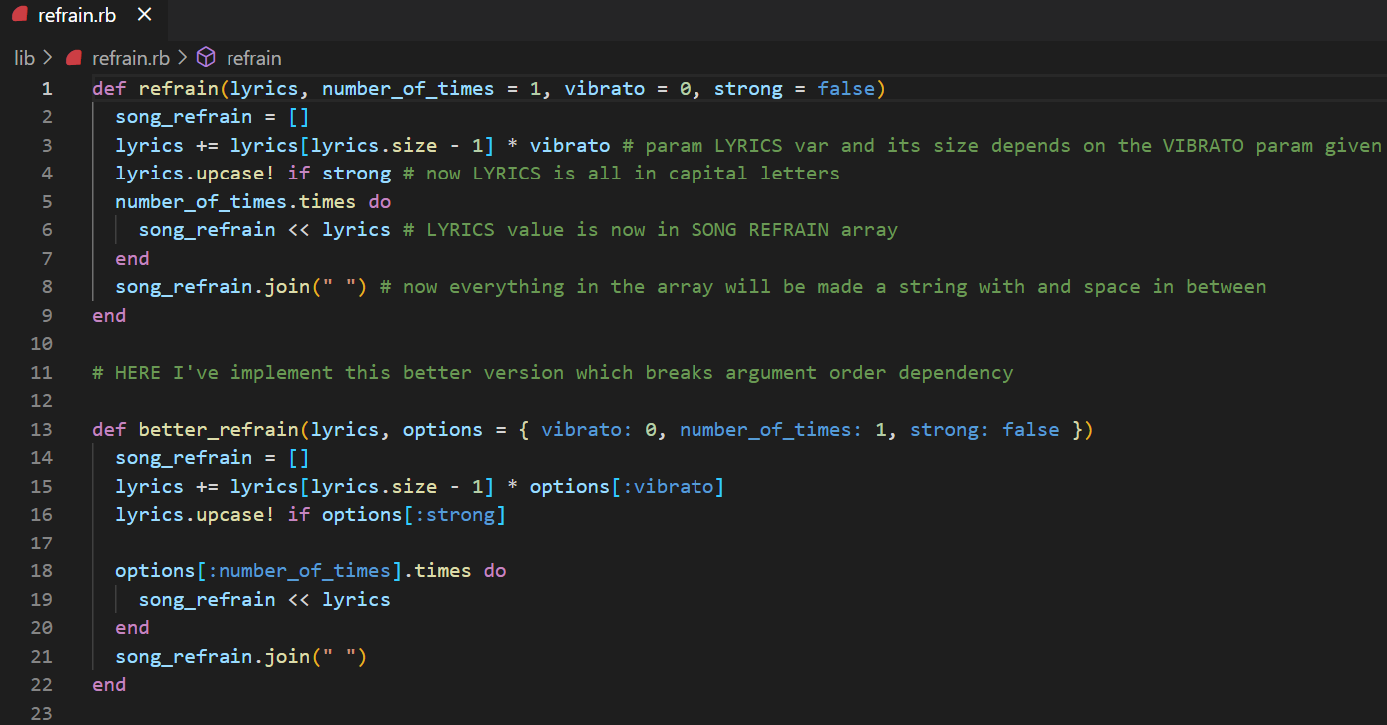 refrain.rb
lib > refrain.rb > refrain
1 def refrain(lyrics, number_of_times = 1, vibrato = 0, strong = false)
2   song_refrain = []
3   lyrics += lyrics[lyrics.size - 1] * vibrato # param LYRICS var and its size depends on the VIBRATO param given
4   lyrics.upcase! if strong # now LYRICS is all in capital letters
5   number_of_times.times do
6     song_refrain << lyrics # LYRICS value is now in SONG REFRAIN array
7   end
8   song_refrain.join(" ") # now everything in the array will be made a string with and space in between
9 end
10
11 # HERE I've implement this better version which breaks argument order dependency
12
13 def better_refrain(lyrics, options = { vibrato: 0, number_of_times: 1, strong: false })
14   song_refrain = []
15   lyrics += lyrics[lyrics.size - 1] * options[:vibrato]
16   lyrics.upcase! if options[:strong]
17
18   options[:number_of_times].times do
19     song_refrain << lyrics
20   end
21   song_refrain.join(" ")
22 end
23